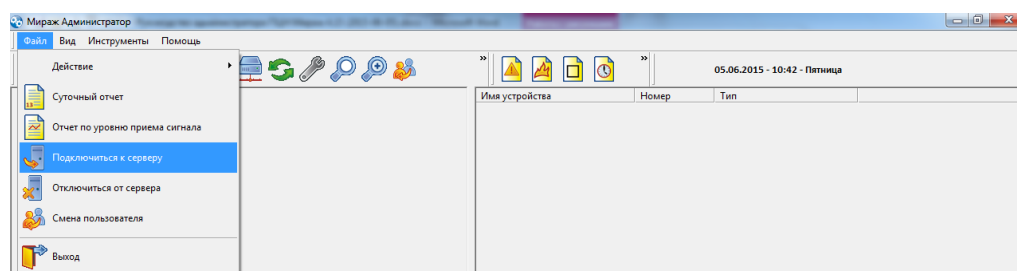 Мираж Администратор
Файл Вид Инструменты Помощь
Действие
05.06.2015 - 10:42 - Пятница
Имя устройства Номер Тип
Суточный отчет
Отчет по уровню приема сигнала
Подключиться к серверу
Отключиться от сервера
Смена пользователя
Выход